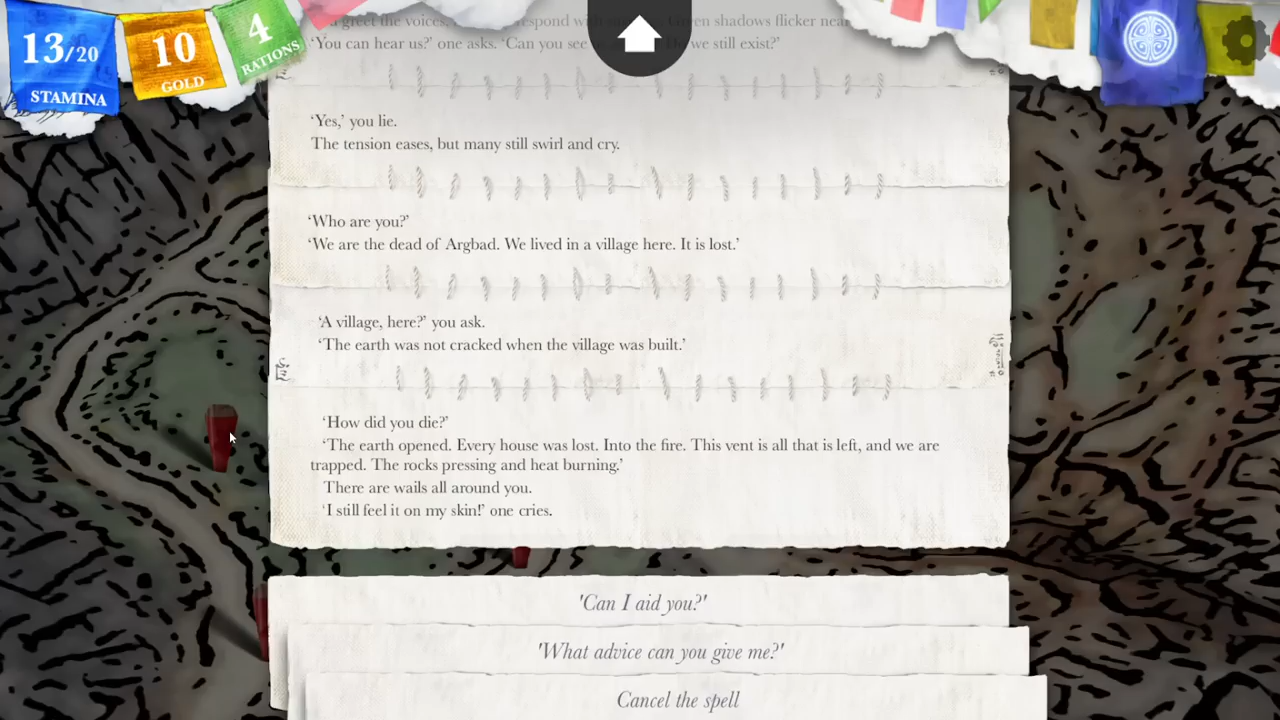 13/20
STAMINA
10
GOLD
4
RATIONS
greet the voices,
'You can hear us?' one asks. 'Can you see we still exist?'
'Yes,' you lie.
The tension eases, but many still swirl and cry.
'Who are you?'
'We are the dead of Argbad. We lived in a village here. It is lost.'
'A village, here?' you ask.
'The earth was not cracked when the village was built.'
'How did you die?'
'The earth opened. Every house was lost. Into the fire. This vent is all that is left, and we are
trapped. The rocks pressing and heat burning.'
There are wails all around you.
'I still feel it on my skin!' one cries.
'Can I aid you?'
'What advice can you give me?'
Cancel the spell